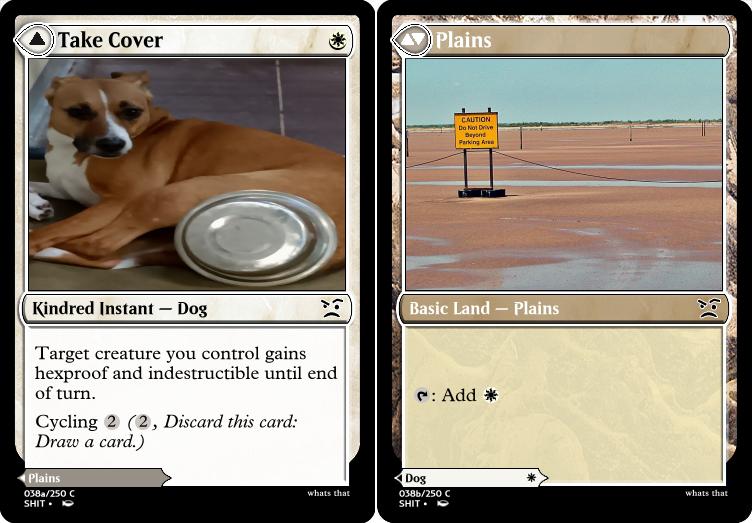 Take Cover
Kindred Instant — Dog
Target creature you control gains
hexproof and indestructible until end
of turn.
Cycling 2 (2, Discard this card:
Draw a card.)
Plains
038a/250 C
SHIT •
whats that
Plains
CAUTION
Do Not Drive
Beyond
Parking Area
Basic Land — Plains
: Add
Dog
038b/250 C
SHIT •
whats that